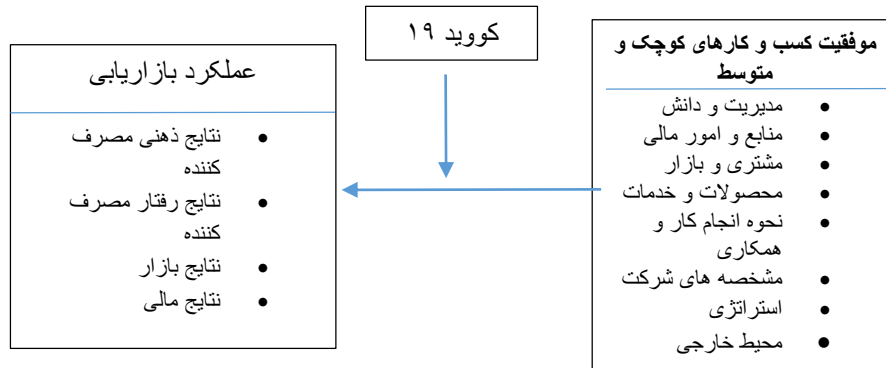 کووید ۱۹
موفقیت کسب و کارهای کوچک و
متوسط
● مدیریت و دانش
● منابع و امور مالی
● مشتری و بازار
● محصولات و خدمات
● نحوه انجام کار و
همکاری
● مشخصه های شرکت
● استراتژی
● محیط خارجی
عملکرد بازاریابی
● نتایج ذهنی مصرف
کننده
● نتایج رفتار مصرف
کننده
● نتایج بازار
● نتایج مالی